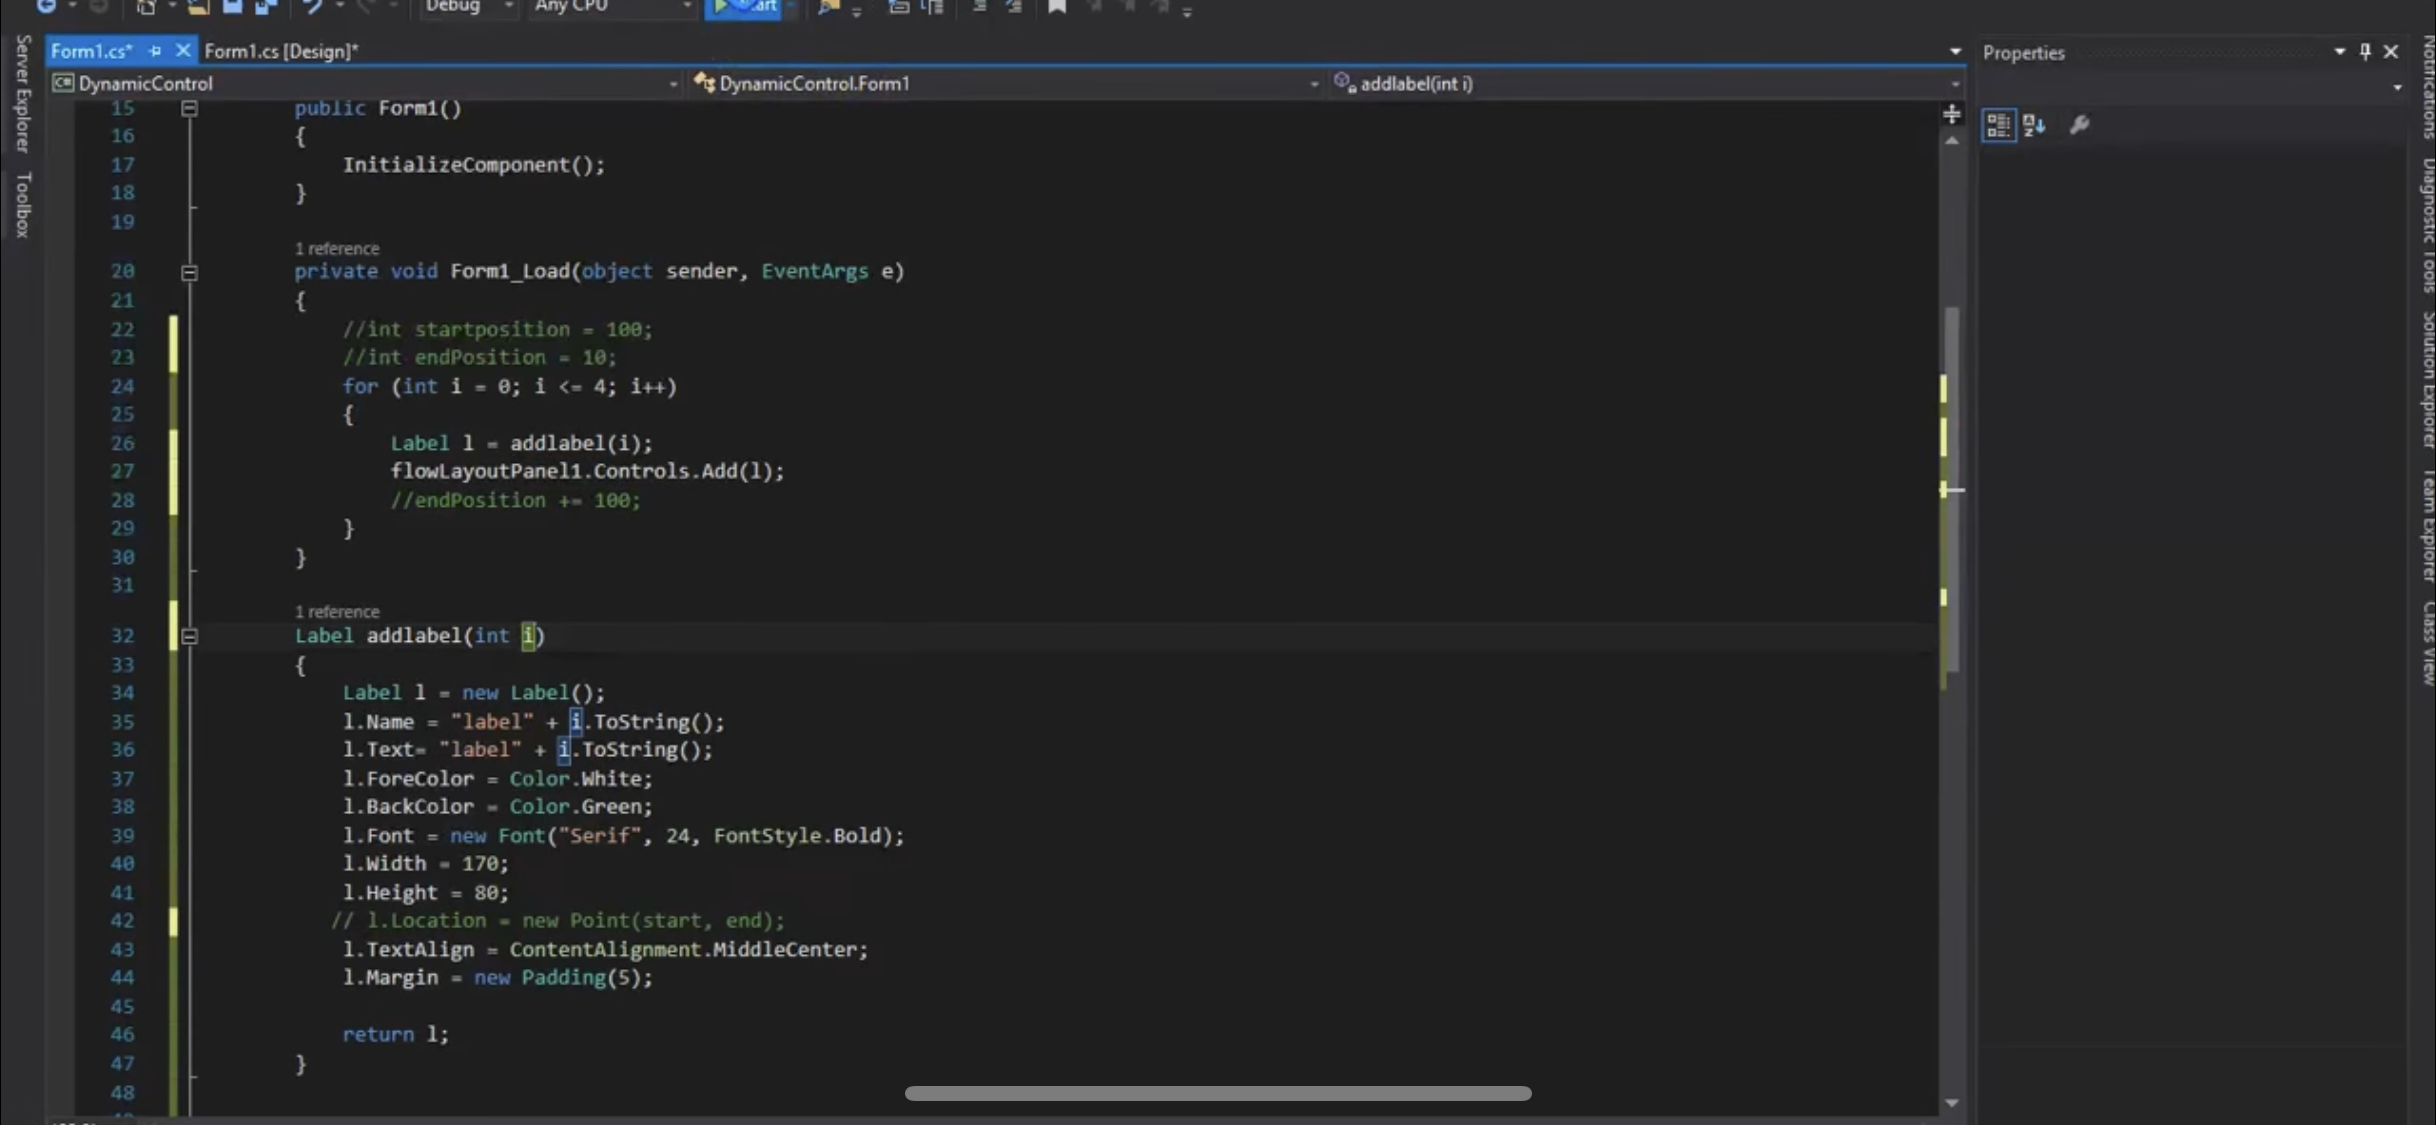 Debug Any CPU
Form1.cs* Form1.cs [Design]* Properties
DynamicControl DynamicControl.Form1 addlabel(int i)
Server Explorer
Toolbox
15 public Form1()
16 {
17 InitializeComponent();
18 }
19
1 reference
20 private void Form1_Load(object sender, EventArgs e)
21 {
22 //int startposition = 100;
23 //int endPosition = 10;
24 for (int i = 0; i <= 4; i++)
25 {
26 Label l = addlabel(i);
27 flowLayoutPanel1.Controls.Add(l);
28 //endPosition += 100;
29 }
30 }
31
1 reference
32 Label addlabel(int i)
33 {
34 Label l = new Label();
35 l.Name = "label" + i.ToString();
36 l.Text= "label" + i.ToString();
37 l.ForeColor = Color.White;
38 l.BackColor = Color.Green;
39 l.Font = new Font("Serif", 24, FontStyle.Bold);
40 l.Width = 170;
41 l.Height = 80;
42 // l.Location = new Point(start, end);
43 l.TextAlign = ContentAlignment.MiddleCenter;
44 l.Margin = new Padding(5);
45
46 return l;
47 }
48
Notifications
Diagnostic Tools
Solution Explorer
Team Explorer
Class View